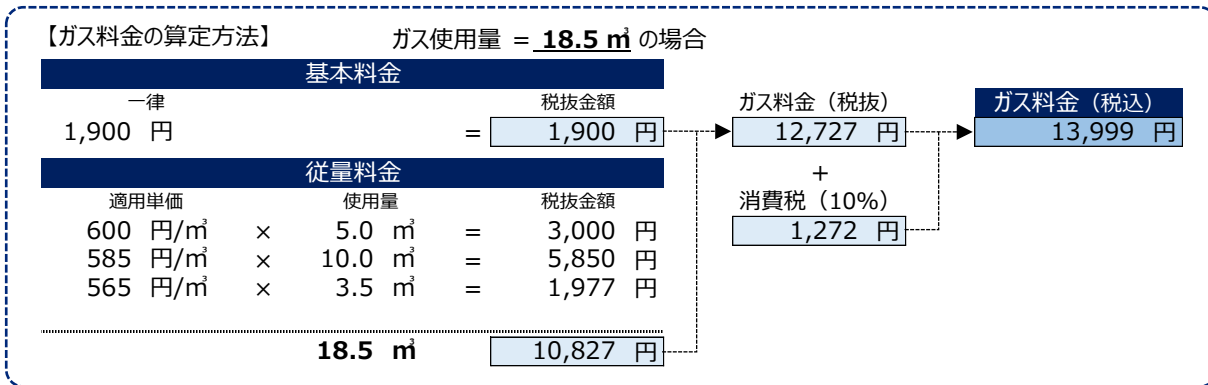 【ガス料金の算定方法】 ガス使用量 = 18.5 ㎥ の場合
基本料金
一律 税抜金額
1,900 円 = 1,900 円
従量料金
適用単価 使用量 税抜金額
600 円/㎥ × 5.0 ㎥ = 3,000 円
585 円/㎥ × 10.0 ㎥ = 5,850 円
565 円/㎥ × 3.5 ㎥ = 1,977 円
18.5 ㎥ 10,827 円
ガス料金（税抜）
12,727 円
+
消費税（10%）
1,272 円
ガス料金（税込）
13,999 円